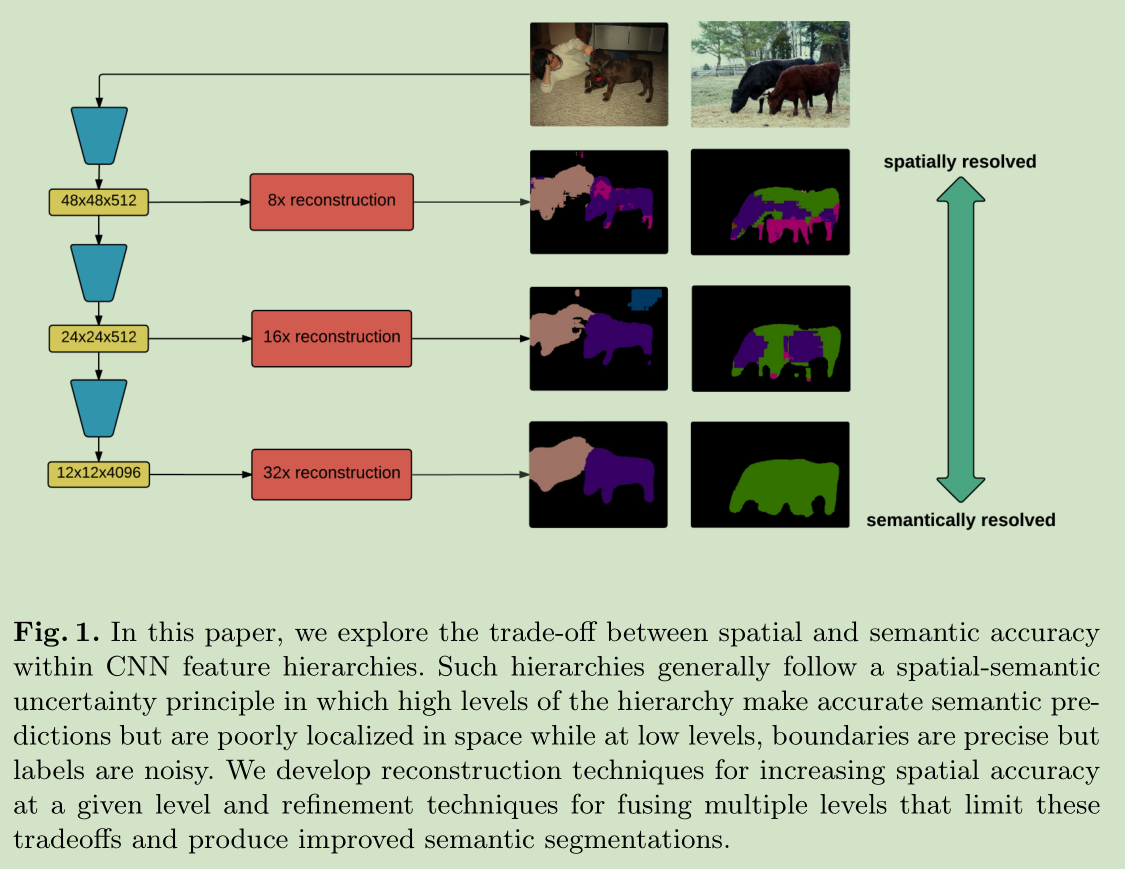 spatially resolved
48x48x512
8x reconstruction
24x24x512
16x reconstruction
12x12x4096
32x reconstruction
semantically resolved
Fig. 1. In this paper, we explore the trade-off between spatial and semantic accuracy
within CNN feature hierarchies. Such hierarchies generally follow a spatial-semantic
uncertainty principle in which high levels of the hierarchy make accurate semantic pre-
dictions but are poorly localized in space while at low levels, boundaries are precise but
labels are noisy. We develop reconstruction techniques for increasing spatial accuracy
at a given level and refinement techniques for fusing multiple levels that limit these
tradeoffs and produce improved semantic segmentations.